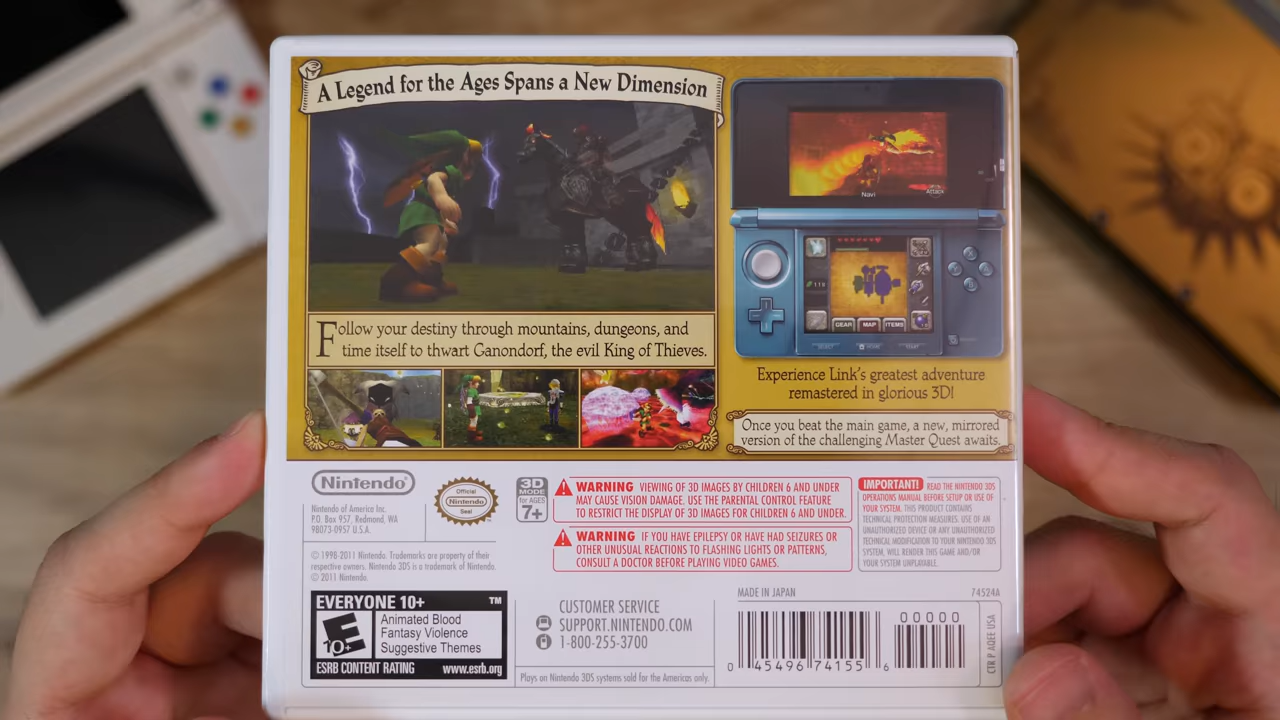 A Legend for the Ages Spans a New Dimension
Navi
Attack
119
GEAR
MAP
ITEMS
SELECT
HOME
START
Follow your destiny through mountains, dungeons, and
time itself to thwart Ganondorf, the evil King of Thieves.
Experience Link's greatest adventure
remastered in glorious 3D!
Once you beat the main game, a new, mirrored
version of the challenging Master Quest awaits.
Nintendo®
Nintendo of America Inc.
P.O. Box 957, Redmond, WA
98073-0957 U.S.A.
Official
Nintendo
Seal
3D
MODE
for AGES
7+
WARNING VIEWING OF 3D IMAGES BY CHILDREN 6 AND UNDER
MAY CAUSE VISION DAMAGE. USE THE PARENTAL CONTROL FEATURE
TO RESTRICT THE DISPLAY OF 3D IMAGES FOR CHILDREN 6 AND UNDER.
WARNING IF YOU HAVE EPILEPSY OR HAVE HAD SEIZURES OR
OTHER UNUSUAL REACTIONS TO FLASHING LIGHTS OR PATTERNS,
CONSULT A DOCTOR BEFORE PLAYING VIDEO GAMES.
IMPORTANT! READ THE NINTENDO 3DS
OPERATIONS MANUAL BEFORE SETUP OR USE OF
YOUR SYSTEM. THIS PRODUCT CONTAINS
TECHNICAL PROTECTION MEASURES. USE OF AN
UNAUTHORIZED DEVICE OR ANY UNAUTHORIZED
TECHNICAL MODIFICATION TO YOUR NINTENDO 3DS
SYSTEM, WILL RENDER THIS GAME AND/OR
YOUR SYSTEM UNPLAYABLE.
© 1998-2011 Nintendo. Trademarks are property of their
respective owners. Nintendo 3DS is a trademark of Nintendo.
© 2011 Nintendo.
EVERYONE 10+ ™
E
10+
Animated Blood
Fantasy Violence
Suggestive Themes
ESRB CONTENT RATING www.esrb.org
CUSTOMER SERVICE
SUPPORT.NINTENDO.COM
1-800-255-3700
Plays on Nintendo 3DS systems sold for the Americas only.
MADE IN JAPAN
74524A
00000
0 45496 74155 6
CTR P AQEE USA